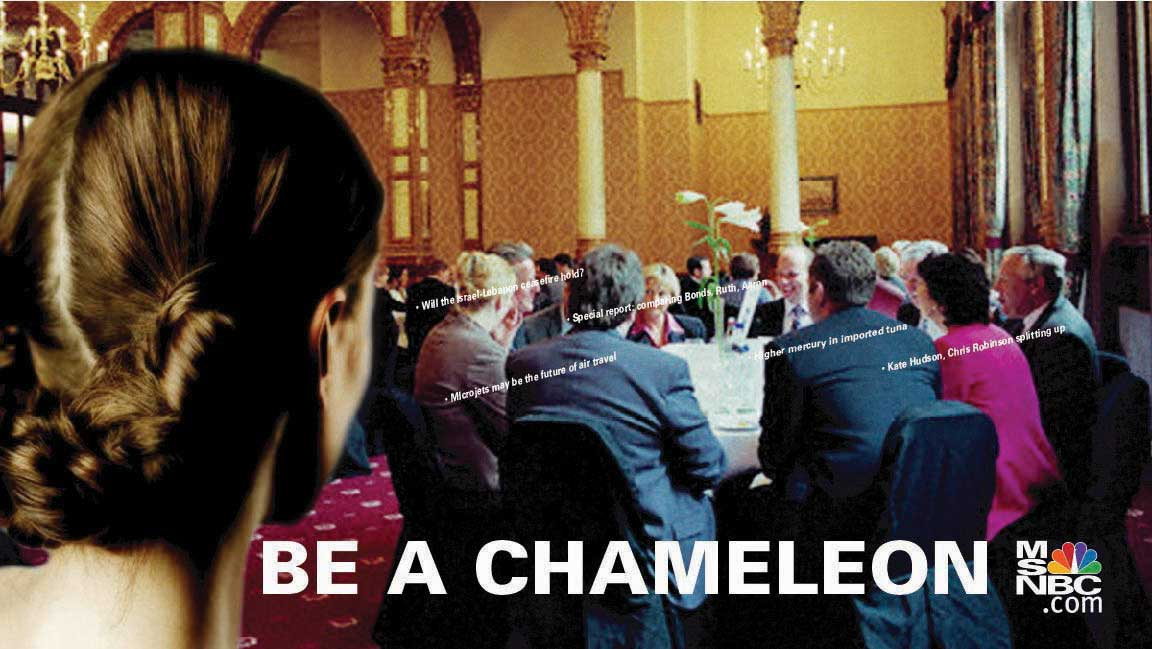 • Will the Israel-Lebanon ceasefire hold?
• Special report: comparing Bonds, Ruth, Aaron
• Higher mercury in imported tuna
• Kate Hudson, Chris Robinson splitting up
• MIcrojets may be the future of air travel
BE A CHAMELEON
MSNBC
.com